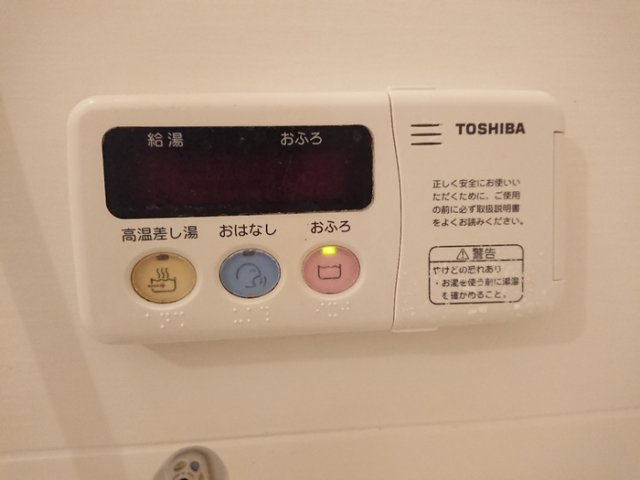 給湯 おふろ
高温差し湯 おはなし おふろ
TOSHIBA
正しく安全にお使いい
ただくために、ご使用
の前に必ず取扱説明書
をよくお読みください。
警告
やけどの恐れあり
・お湯を使う前に湯温
を確かめること。